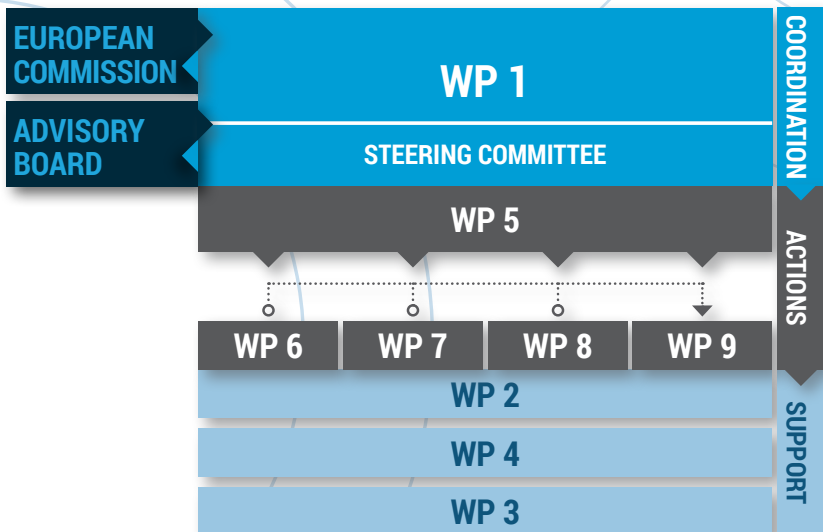 EUROPEAN
COMMISSION
ADVISORY
BOARD
WP 1
STEERING COMMITTEE
WP 5
WP 6
WP 7
WP 8
WP 9
WP 2
WP 4
WP 3
COORDINATION
ACTIONS
SUPPORT